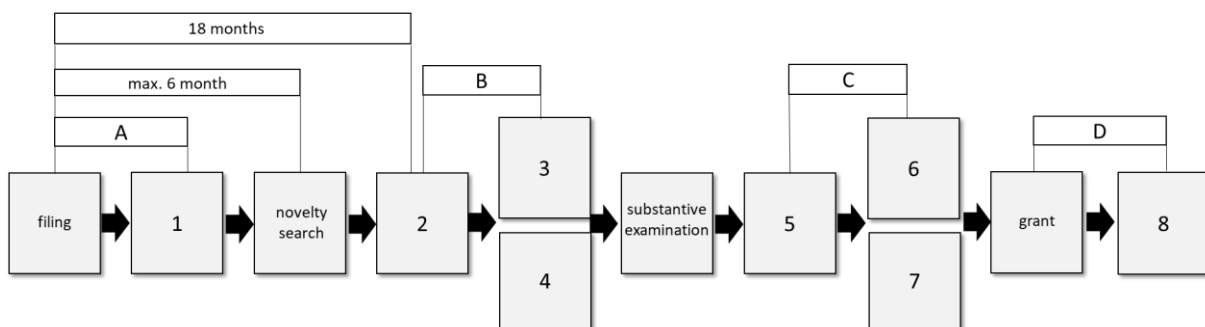 18 months
max. 6 month
B
C
A
D
3
6
filing
1
novelty
search
2
substantive
examination
5
grant
8
4
7